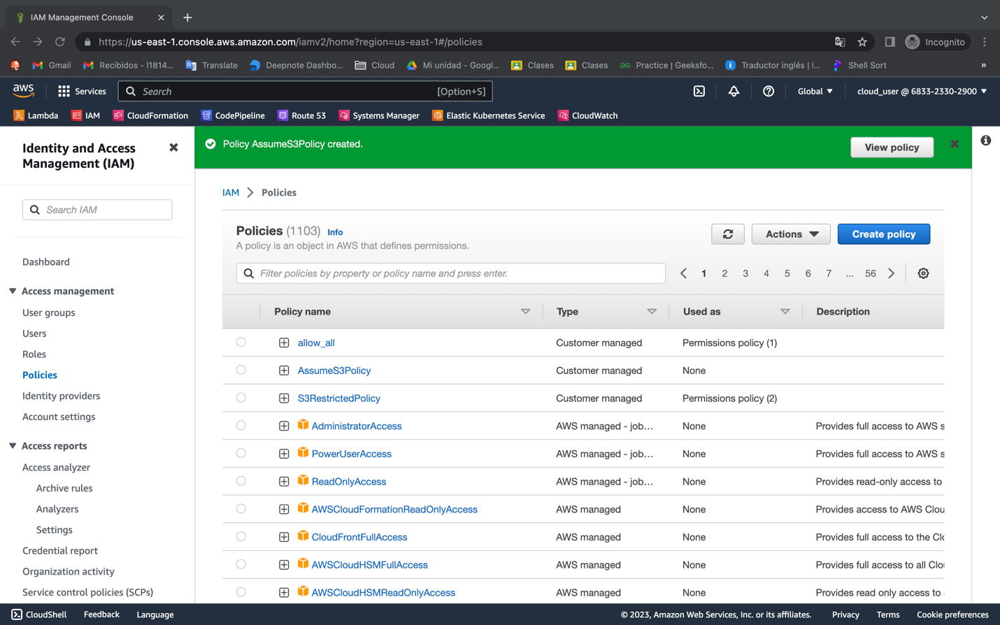 IAM Management Console
https://us-east-1.console.aws.amazon.com/iamv2/home?region=us-east-1#/policies
Incognito
Gmail
Recibidos - l1814...
Translate
Deepnote Dashbo...
Cloud
Mi unidad - Googl...
Clases
Clases
Practice | Geeksfo...
Traductor inglés | i...
Shell Sort
»
aws
Services
Search
[Option+S]
Global
cloud_user @ 6833-2330-2900
Lambda
IAM
CloudFormation
CodePipeline
Route 53
Systems Manager
Elastic Kubernetes Service
CloudWatch
Identity and Access
Management (IAM)
Search IAM
Dashboard
Access management
User groups
Users
Roles
Policies
Identity providers
Account settings
Access reports
Access analyzer
Archive rules
Analyzers
Settings
Credential report
Organization activity
Service control policies (SCPs)
Policy AssumeS3Policy created.
View policy
IAM > Policies
Policies (1103) Info
A policy is an object in AWS that defines permissions.
Actions
Create policy
Filter policies by property or policy name and press enter.
1 2 3 4 5 6 7 ... 56
Policy name Type Used as Description
allow_all Customer managed Permissions policy (1)
AssumeS3Policy Customer managed None
S3RestrictedPolicy Customer managed Permissions policy (2)
AdministratorAccess AWS managed - job... None Provides full access to AWS s
PowerUserAccess AWS managed - job... None Provides full access to AWS s
ReadOnlyAccess AWS managed - job... None Provides read-only access to
AWSCloudFormationReadOnlyAccess AWS managed None Provides access to AWS Clou
CloudFrontFullAccess AWS managed None Provides full access to the Clo
AWSCloudHSMFullAccess AWS managed None Provides full access to all Clou
AWSCloudHSMReadOnlyAccess AWS managed None Provides read only access to
CloudShell
Feedback
Language
© 2023, Amazon Web Services, Inc. or its affiliates.
Privacy
Terms
Cookie preferences